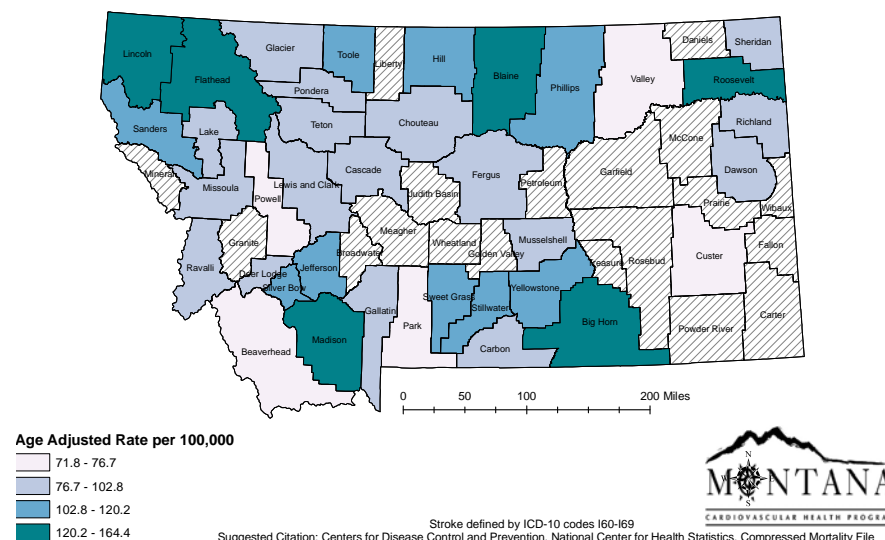 Lincoln
Flathead
Glacier
Toole
Liberty
Hill
Blaine
Phillips
Valley
Daniels
Sheridan
Roosevelt
Pondera
Teton
Chouteau
Sanders
Lake
Richland
McCone
Dawson
Mineral
Missoula
Powell
Lewis and Clark
Cascade
Judith Basin
Fergus
Petroleum
Garfield
Prairie
Wibaux
Granite
Meagher
Wheatland
Golden Valley
Musselshell
Treasure
Rosebud
Custer
Fallon
Ravalli
Deer Lodge
Silver Bow
Jefferson
Broadwater
Gallatin
Park
Sweet Grass
Stillwater
Yellowstone
Big Horn
Powder River
Carter
Beaverhead
Madison
Carbon
0 50 100 200 Miles
Age Adjusted Rate per 100,000
71.8 - 76.7
76.7 - 102.8
102.8 - 120.2
120.2 - 164.4
N
W E
S
MONTANA
CARDIOVASCULAR HEALTH PROGRA
Stroke defined by ICD-10 codes I60-I69
Suggested Citation: Centers for Disease Control and Prevention, National Center for Health Statistics. Compressed Mortality File